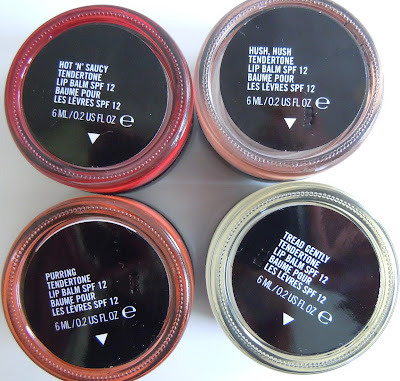 HOT 'N' SAUCY
TENDERTONE
LIP BALM SPF 12
BAUME POUR
LES LÈVRES SPF 12
6 ML/0.2 US FL OZ ℮
HUSH, HUSH
TENDERTONE
LIP BALM SPF 12
BAUME POUR
LES LÈVRES SPF 12
6 ML/0.2 US FL OZ ℮
PURRING
TENDERTONE
LIP BALM SPF 12
BAUME POUR
LES LÈVRES SPF 12
6 ML/0.2 US FL OZ ℮
TREAD GENTLY
TENDERTONE
LIP BALM SPF 12
BAUME POUR
LES LÈVRES SPF 12
6 ML/0.2 US FL OZ ℮